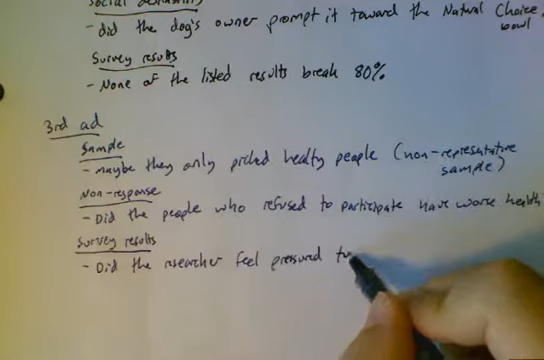 social desirability
- did the dog's owner prompt it toward the Natural Choice
bowl
Survey results
- None of the listed results break 80%
3rd ad
Sample
- maybe they only picked healthy people (non-representative
sample)
Non-response
- Did the people who refused to participate have worse health
Survey results
- Did the researcher feel pressured